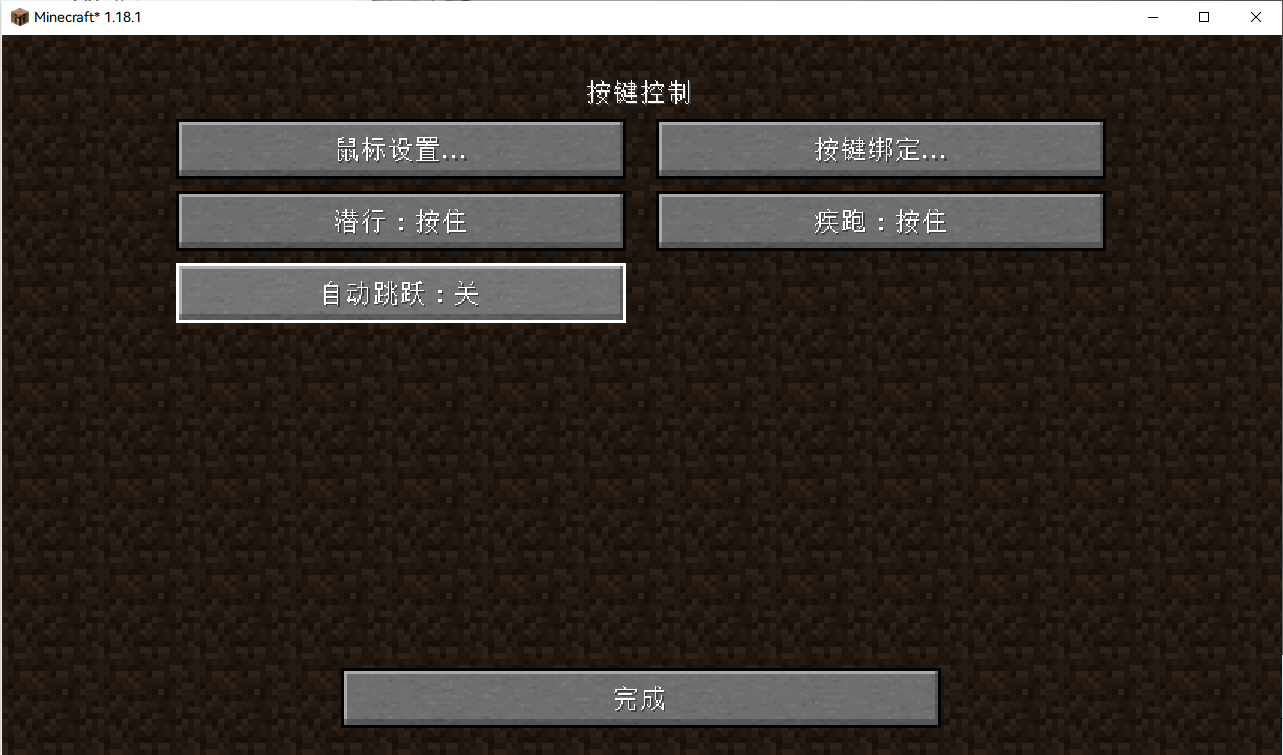 Minecraft* 1.18.1
按键控制
鼠标设置...
按键绑定...
潜行：按住
疾跑：按住
自动跳跃：关
完成